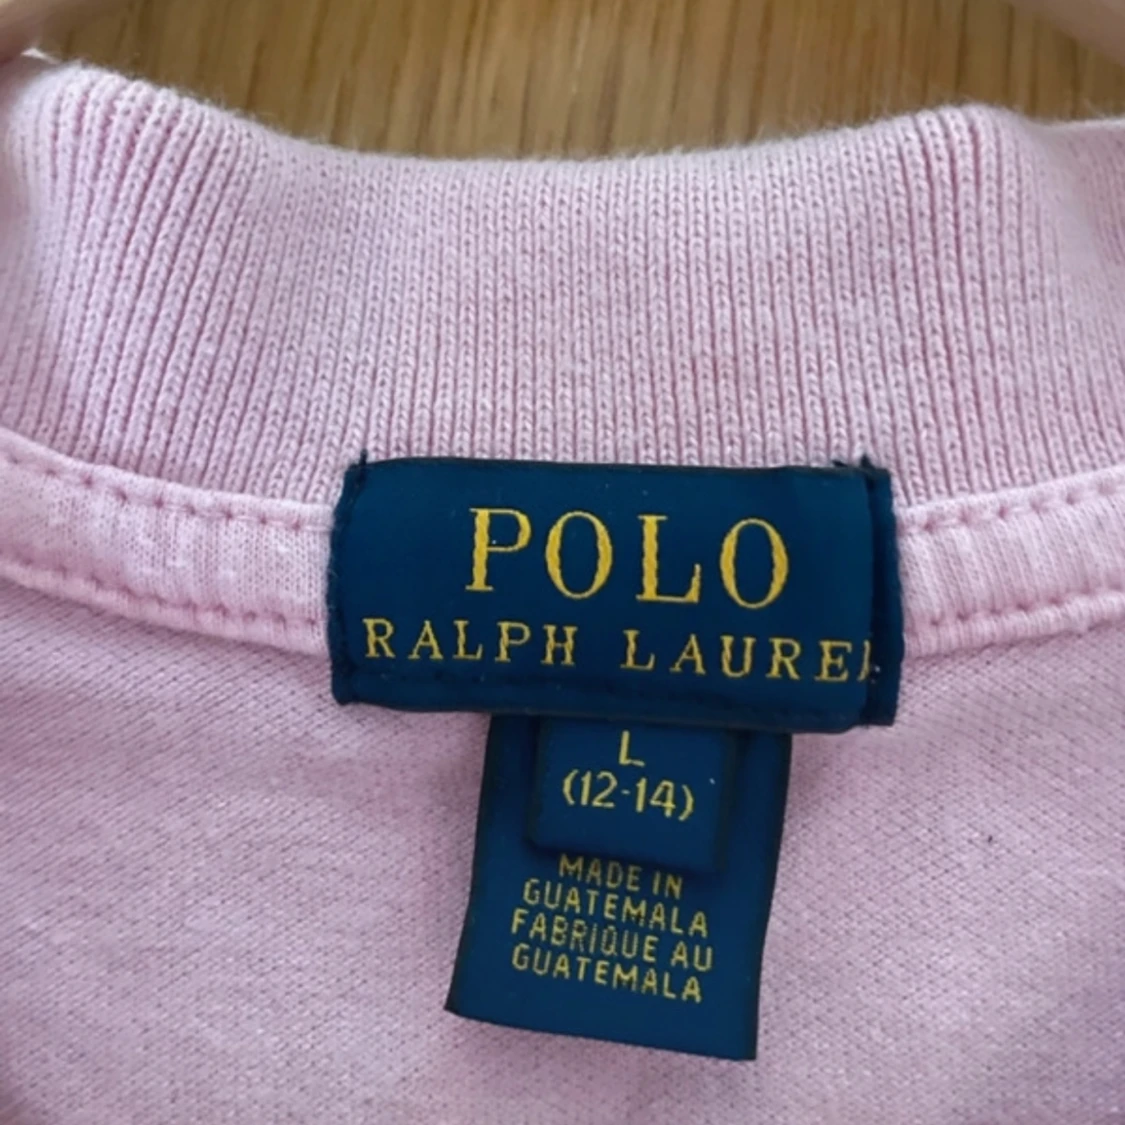 POLO
RALPH LAUREN
L
(12-14)
MADE IN
GUATEMALA
FABRIQUE AU
GUATEMALA